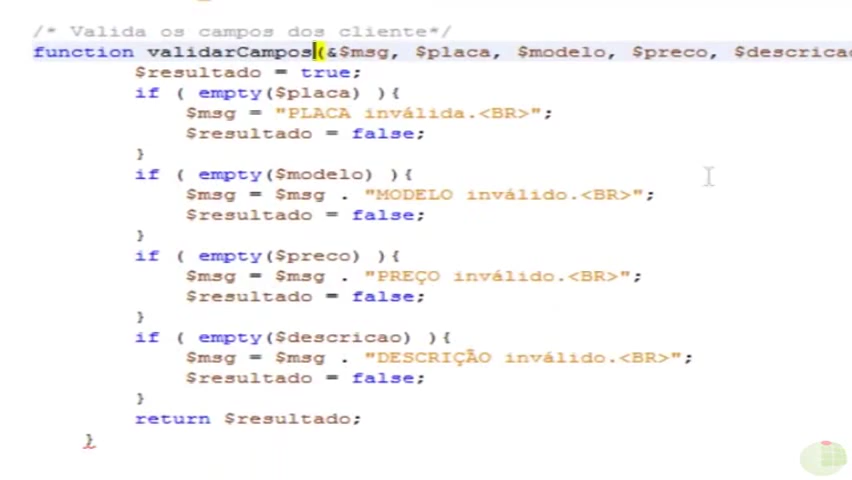 /* Valida os campos dos cliente*/
function validarCampos(&$msg, $placa, $modelo, $preco, $descricao
$resultado = true;
if ( empty($placa) ){
$msg = "PLACA inválida.<BR>";
$resultado = false;
}
if ( empty($modelo) ){
$msg = $msg . "MODELO inválido.<BR>";
$resultado = false;
}
if ( empty($preco) ){
$msg = $msg . "PREÇO inválido.<BR>";
$resultado = false;
}
if ( empty($descricao) ){
$msg = $msg . "DESCRIÇÃO inválido.<BR>";
$resultado = false;
}
return $resultado;
}